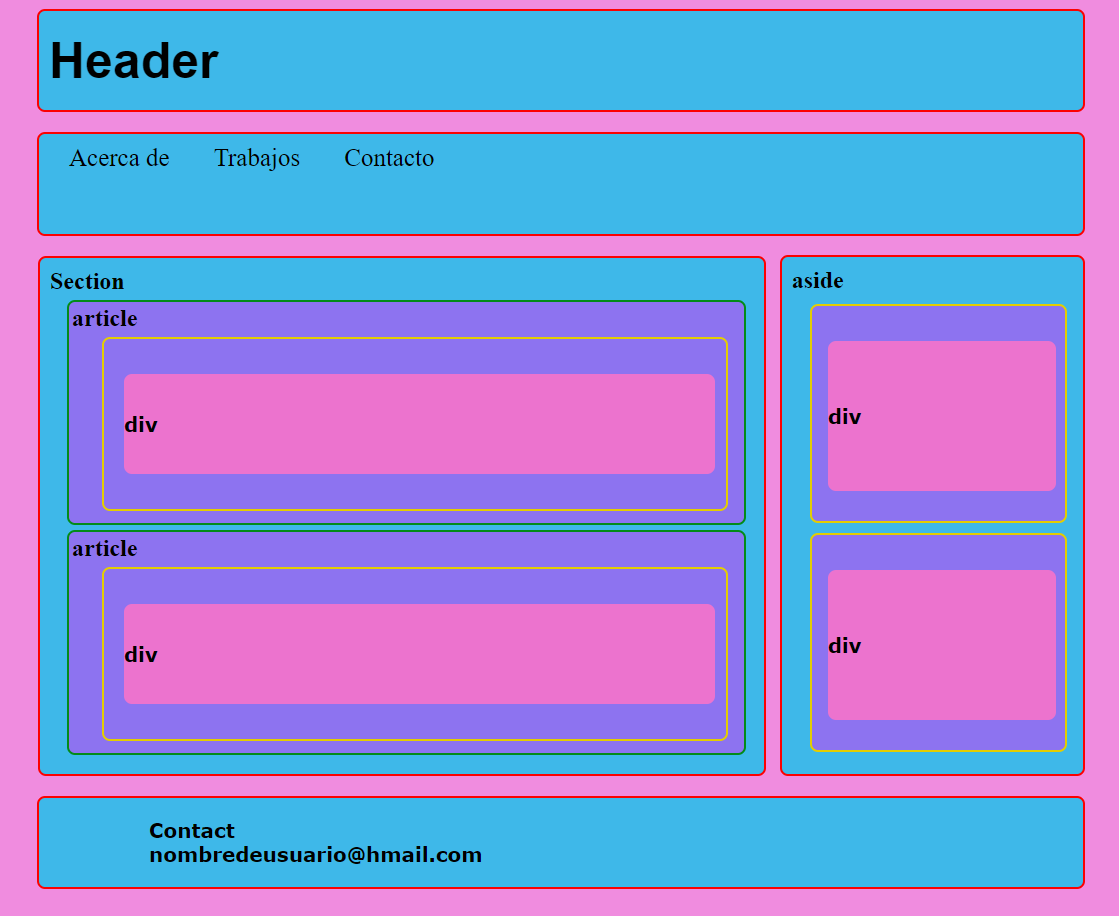 Header
Acerca de Trabajos Contacto
Section
article
div
article
div
aside
div
div
Contact
nombredeusuario@hmail.com